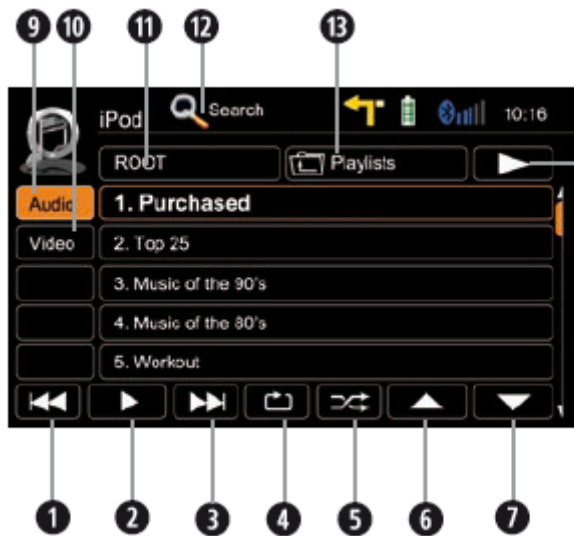 9 10 11 12 13
iPod Search 10:16
ROOT Playlists
Audio 1. Purchased
Video 2. Top 25
3. Music of the 90's
4. Music of the 80's
5. Workout
1 2 3 4 5 6 7